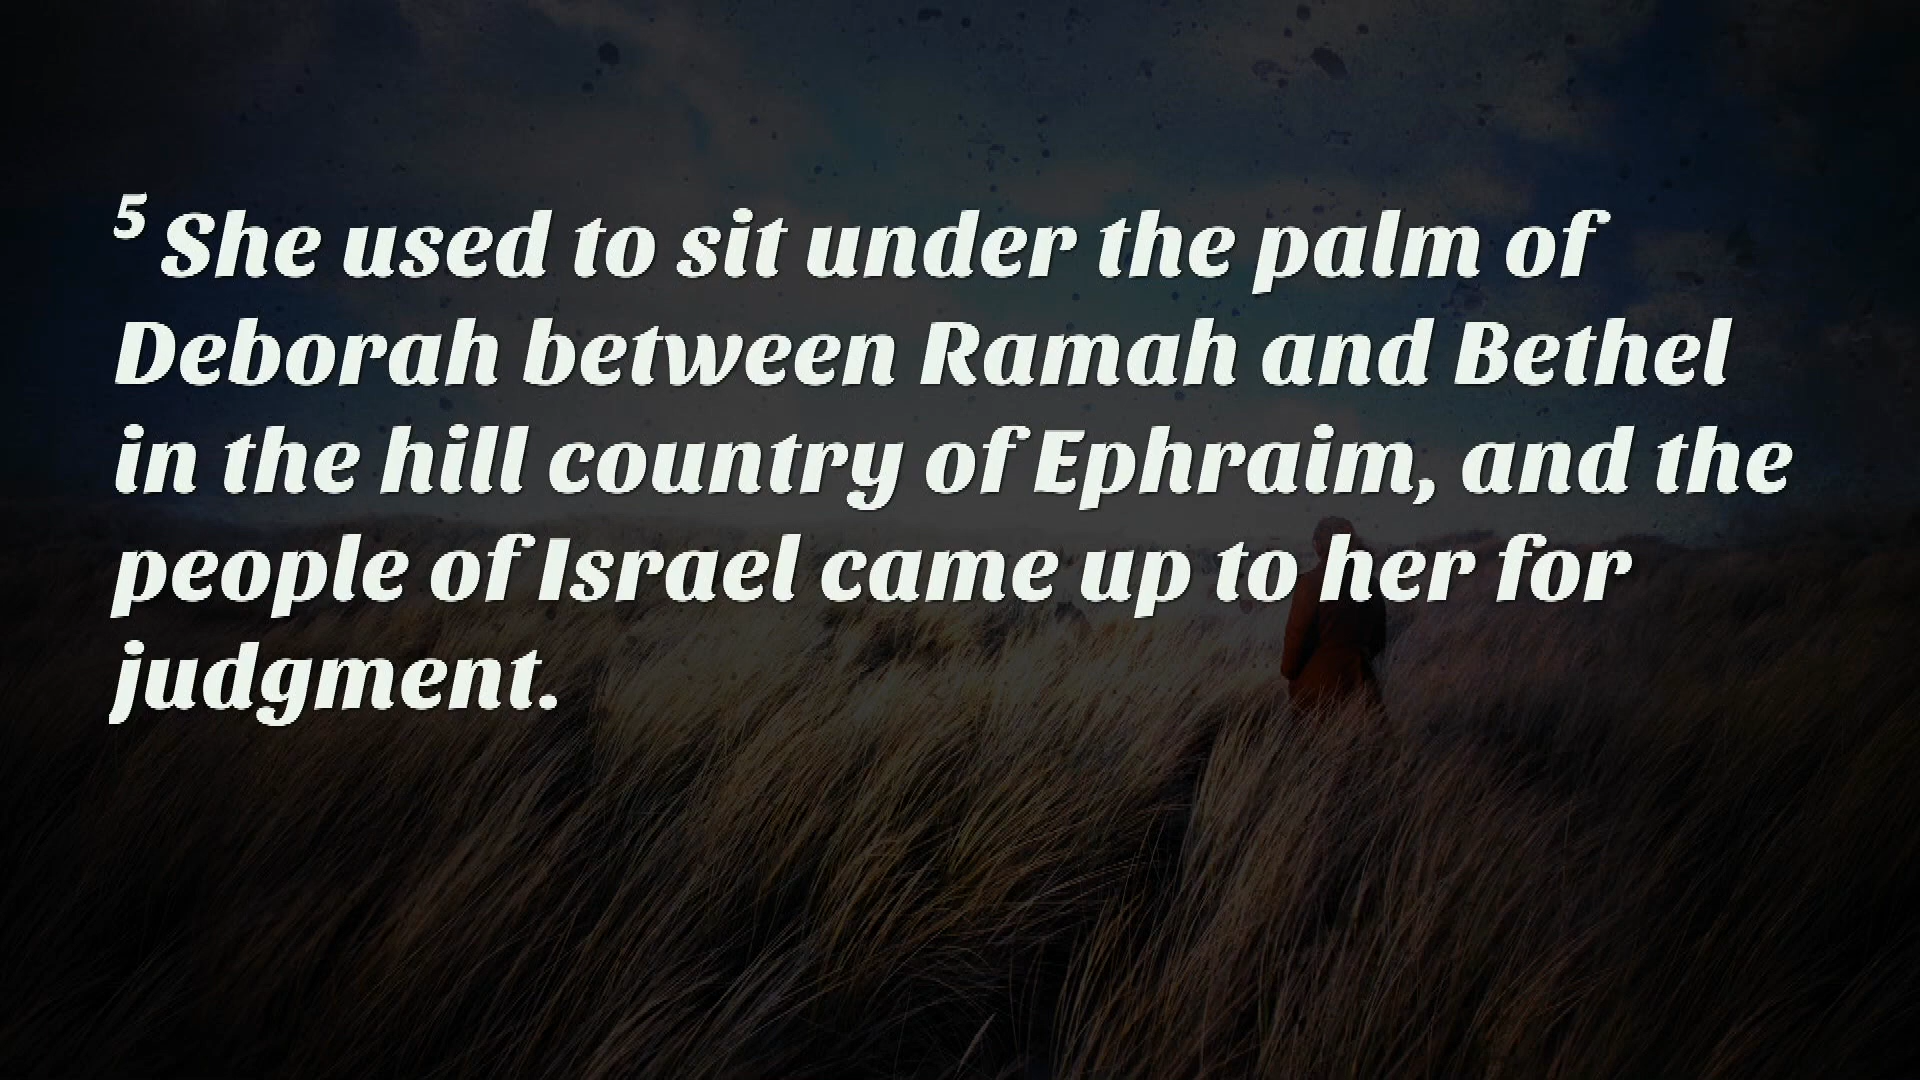 5 She used to sit under the palm of
Deborah between Ramah and Bethel
in the hill country of Ephraim, and the
people of Israel came up to her for
judgment.